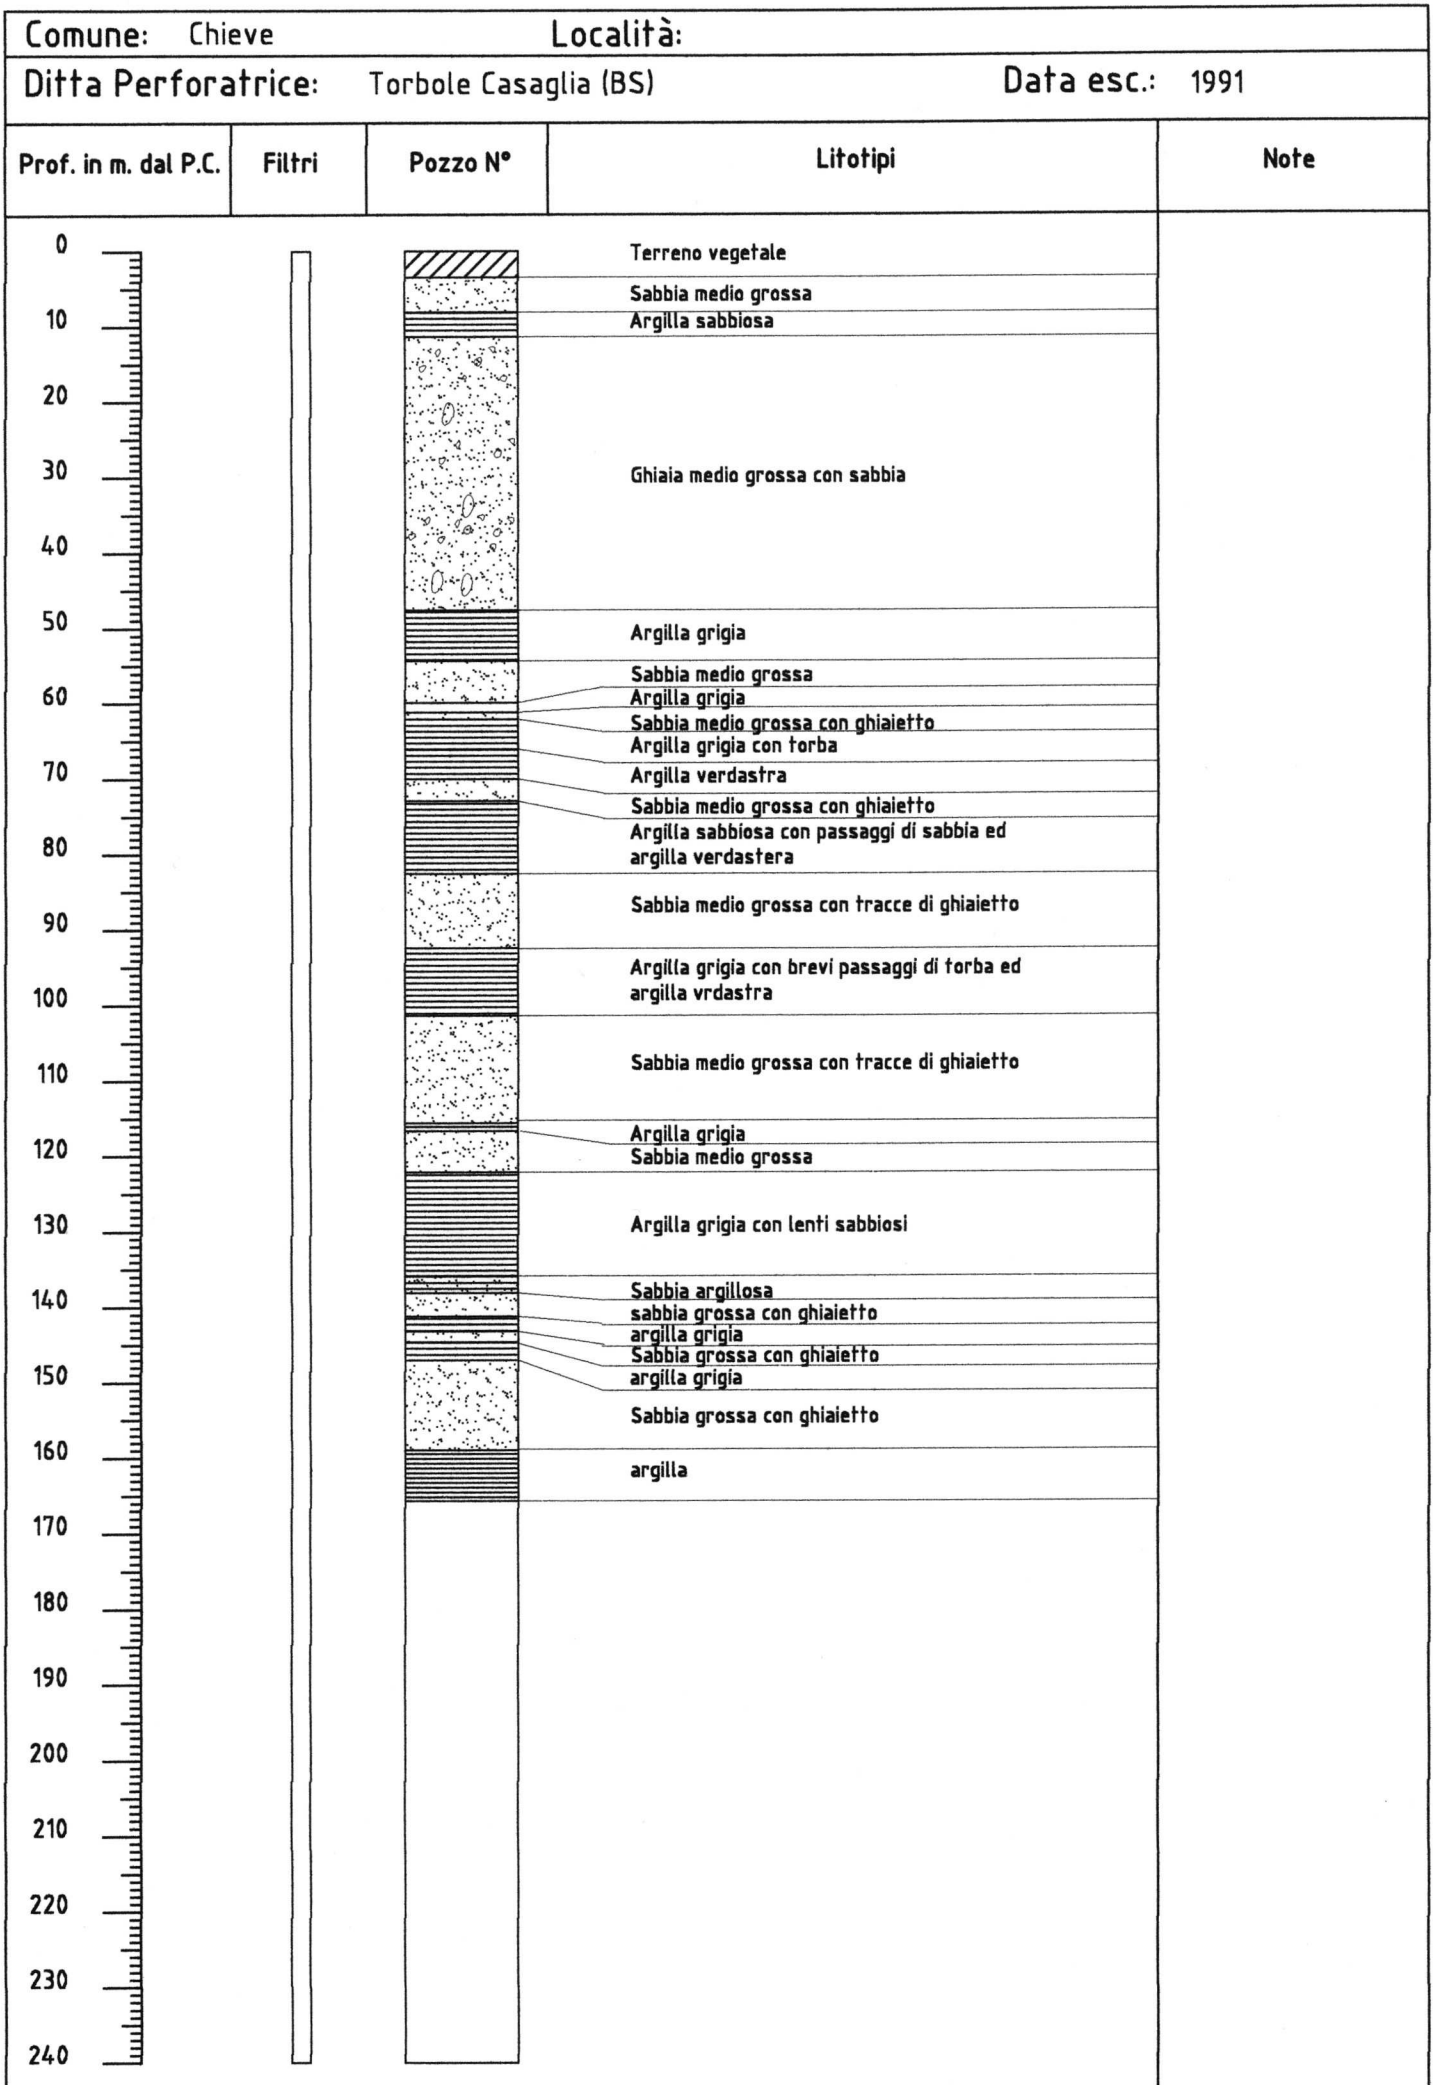 Comune: Chieve Località:
Ditta Perforatrice: Torbole Casaglia (BS) Data esc.: 1991
Prof. in m. dal P.C. Filtri Pozzo N° Litotipi Note
0 Terreno vegetale
Sabbia medio grossa
10 Argilla sabbiosa
20
30 Ghiaia medio grossa con sabbia
40
50 Argilla grigia
Sabbia medio grossa
60 Argilla grigia
Sabbia medio grossa con ghiaietto
Argilla grigia con torba
70 Argilla verdastra
Sabbia medio grossa con ghiaietto
Argilla sabbiosa con passaggi di sabbia ed
80 argilla verdastera
Sabbia medio grossa con tracce di ghiaietto
90
Argilla grigia con brevi passaggi di torba ed
100 argilla vrdastra
Sabbia medio grossa con tracce di ghiaietto
110
Argilla grigia
120 Sabbia medio grossa
130 Argilla grigia con lenti sabbiosi
Sabbia argillosa
140 sabbia grossa con ghiaietto
argilla grigia
Sabbia grossa con ghiaietto
150 argilla grigia
Sabbia grossa con ghiaietto
160
argilla
170
180
190
200
210
220
230
240